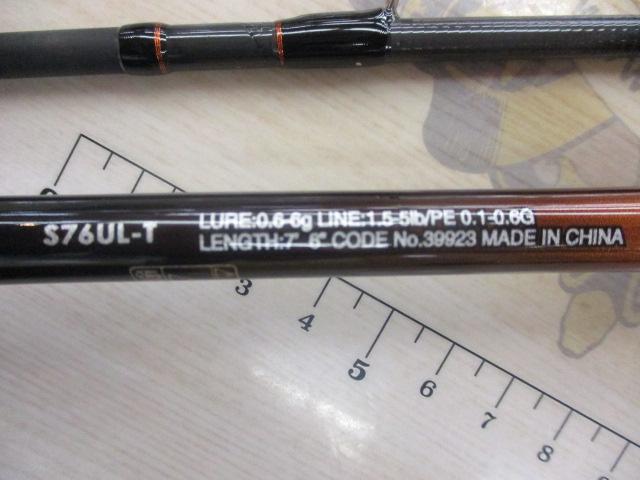 S76UL-T
LURE:0.6-6g LINE:1.5-5lb/PE 0.1-0.6G
LENGTH:7' 6" CODE No.39923 MADE IN CHINA
3
4
5
6
7
8